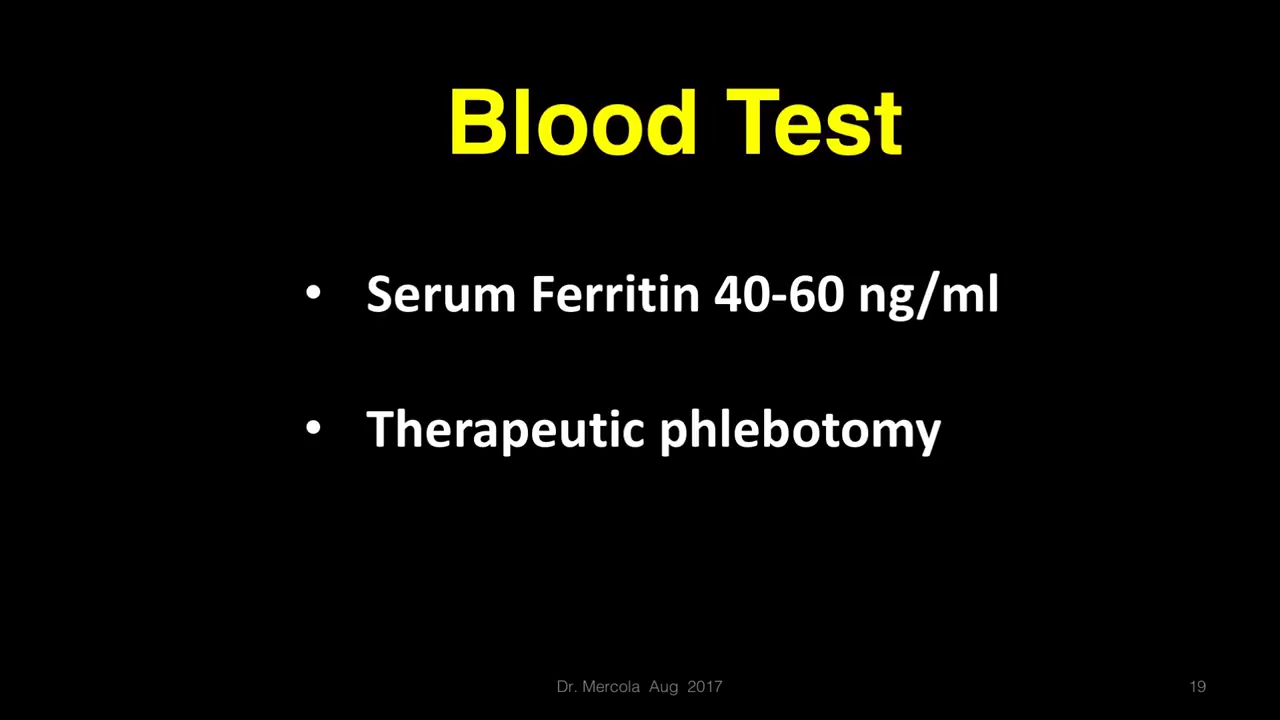 Blood Test
• Serum Ferritin 40-60 ng/ml
• Therapeutic phlebotomy
Dr. Mercola Aug 2017
19